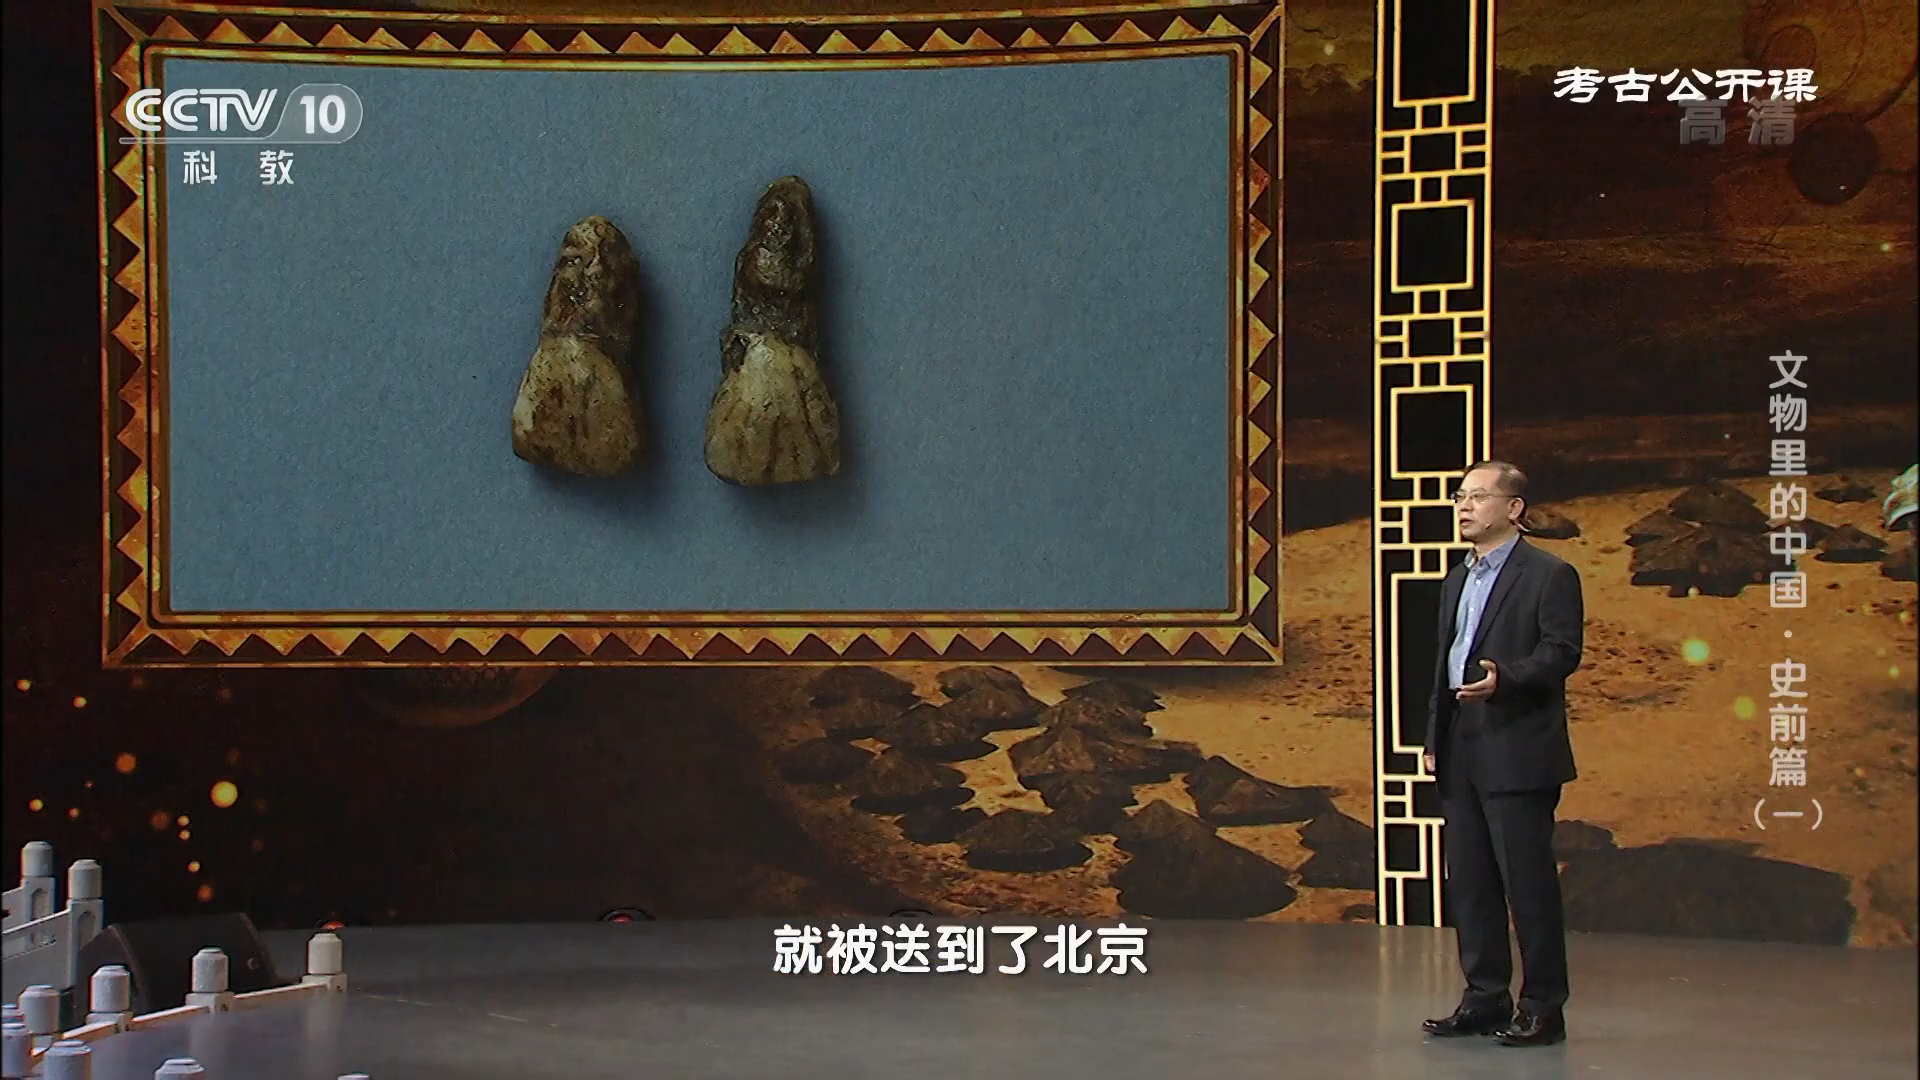 CCTV 10
科 教
考古公开课
高清
文物里的中国·史前篇(一)
就被送到了北京